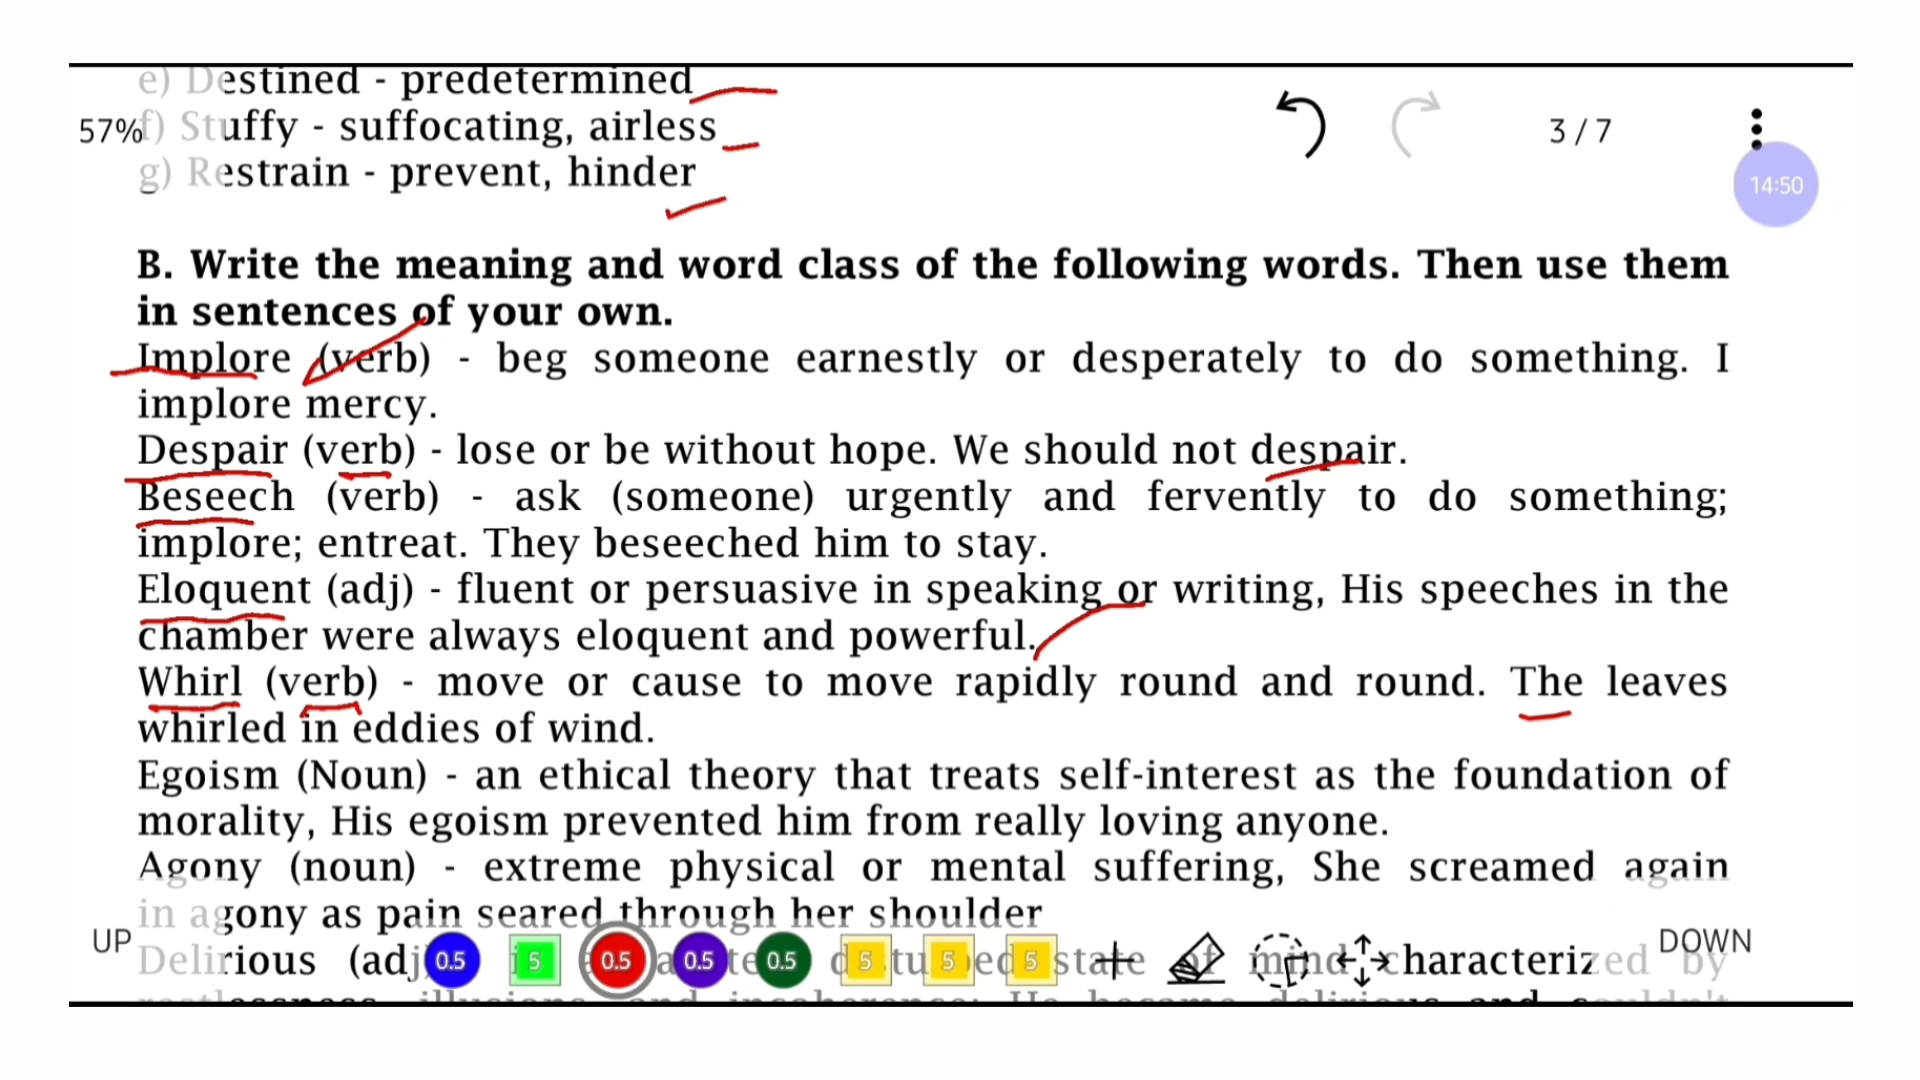 e) Destined - predetermined
57%
f) Stuffy - suffocating, airless
3 / 7
g) Restrain - prevent, hinder
14:50
B. Write the meaning and word class of the following words. Then use them
in sentences of your own.
Implore (verb) - beg someone earnestly or desperately to do something. I
implore mercy.
Despair (verb) - lose or be without hope. We should not despair.
Beseech (verb) - ask (someone) urgently and fervently to do something;
implore; entreat. They beseeched him to stay.
Eloquent (adj) - fluent or persuasive in speaking or writing, His speeches in the
chamber were always eloquent and powerful.
Whirl (verb) - move or cause to move rapidly round and round. The leaves
whirled in eddies of wind.
Egoism (Noun) - an ethical theory that treats self-interest as the foundation of
morality, His egoism prevented him from really loving anyone.
Agony (noun) - extreme physical or mental suffering, She screamed again
in agony as pain seared through her shoulder
UP
DOWN
Delirious (adj state of mind characterized by
0.5 5 0.5 0.5 0.5 5 5 5